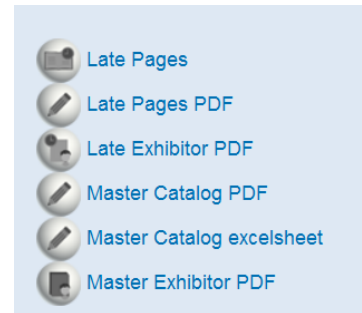 Late Pages
Late Pages PDF
Late Exhibitor PDF
Master Catalog PDF
Master Catalog excelsheet
Master Exhibitor PDF